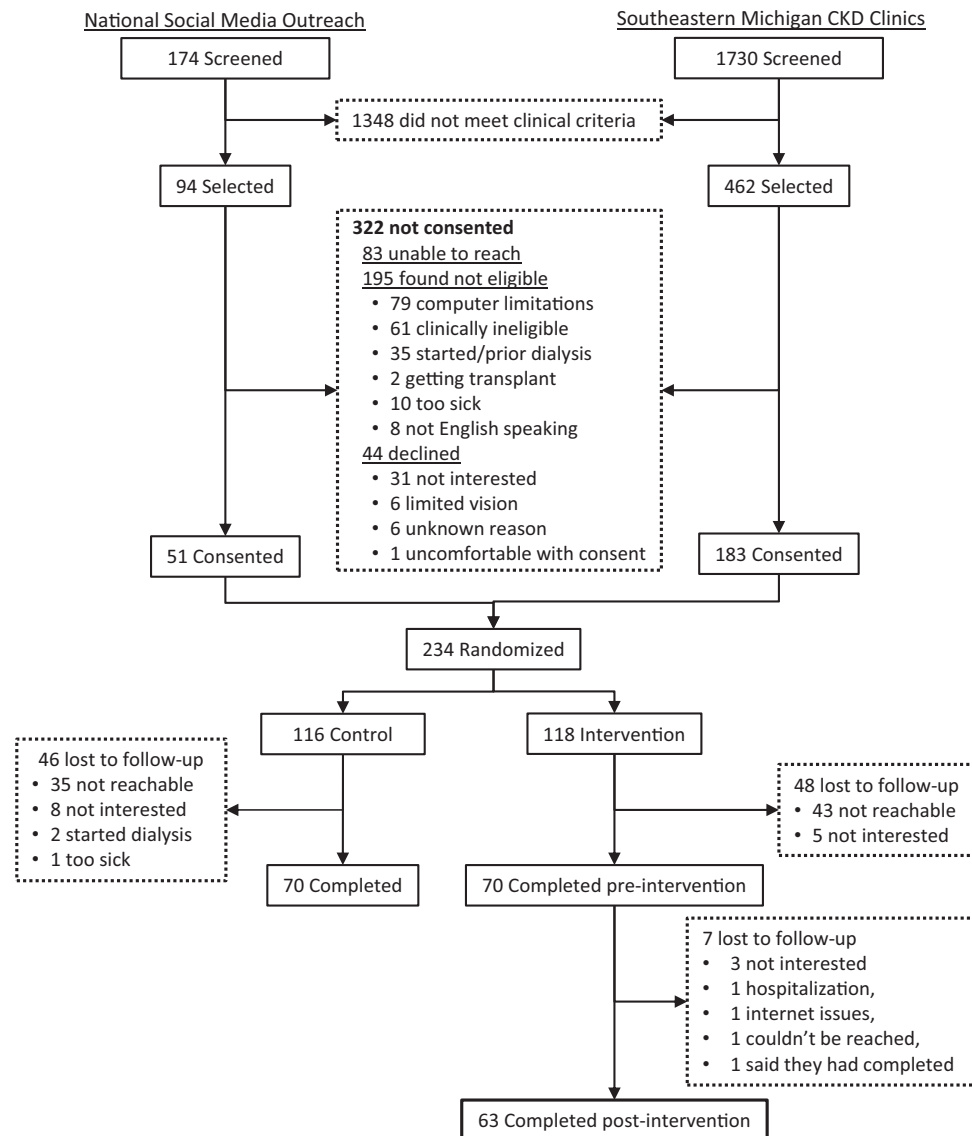 National Social Media Outreach
Southeastern Michigan CKD Clinics
174 Screened
1730 Screened
1348 did not meet clinical criteria
94 Selected
462 Selected
322 not consented
83 unable to reach
195 found not eligible
• 79 computer limitations
• 61 clinically ineligible
• 35 started/prior dialysis
• 2 getting transplant
• 10 too sick
• 8 not English speaking
44 declined
• 31 not interested
• 6 limited vision
• 6 unknown reason
• 1 uncomfortable with consent
51 Consented
183 Consented
234 Randomized
116 Control
118 Intervention
46 lost to follow-up
• 35 not reachable
• 8 not interested
• 2 started dialysis
• 1 too sick
48 lost to follow-up
• 43 not reachable
• 5 not interested
70 Completed
70 Completed pre-intervention
7 lost to follow-up
• 3 not interested
• 1 hospitalization,
• 1 internet issues,
• 1 couldn't be reached,
• 1 said they had completed
63 Completed post-intervention